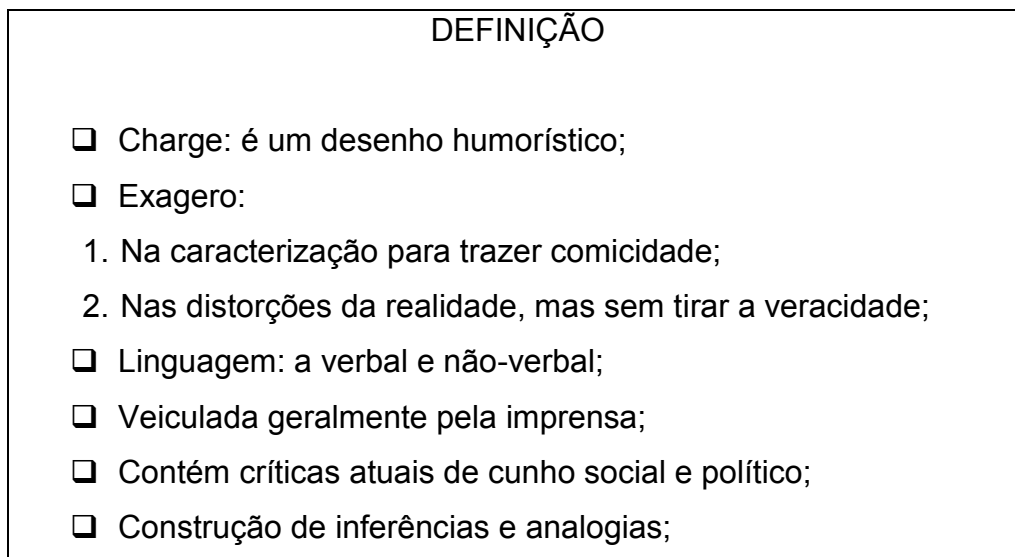 DEFINIÇÃO
❑ Charge: é um desenho humorístico;
❑ Exagero:
1. Na caracterização para trazer comicidade;
2. Nas distorções da realidade, mas sem tirar a veracidade;
❑ Linguagem: a verbal e não-verbal;
❑ Veiculada geralmente pela imprensa;
❑ Contém críticas atuais de cunho social e político;
❑ Construção de inferências e analogias;